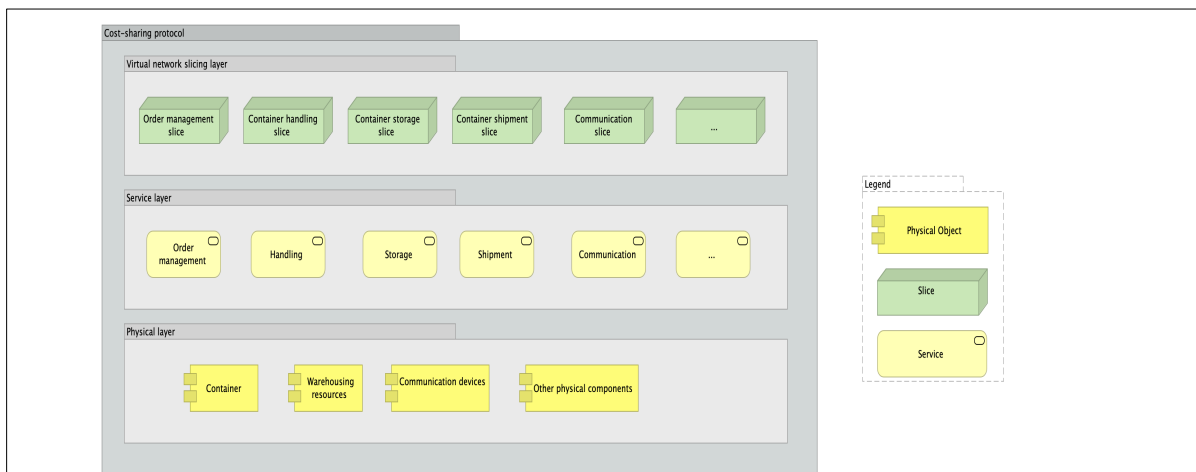 Cost-sharing protocol
Virtual network slicing layer
Order management
slice
Container handling
slice
Container storage
slice
Container shipment
slice
Communication
slice
...
Service layer
Order
management
Handling
Storage
Shipment
Communication
...
Physical layer
Container
Warehousing
resources
Communication devices
Other physical components
Legend
Physical Object
Slice
Service